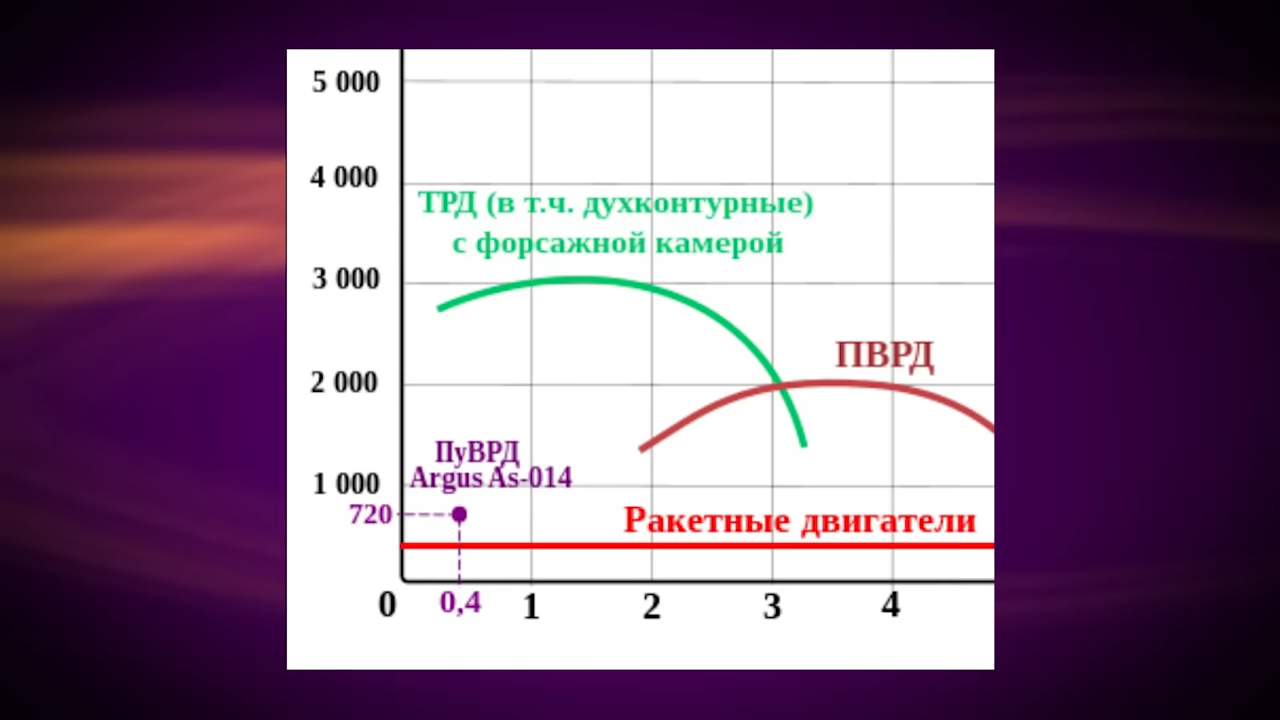 5 000
4 000
ТРД (в т.ч. духконтурные)
с форсажной камерой
3 000
ПВРД
2 000
ПуВРД
Argus As-014
1 000
720
Ракетные двигатели
0
0,4
1
2
3
4